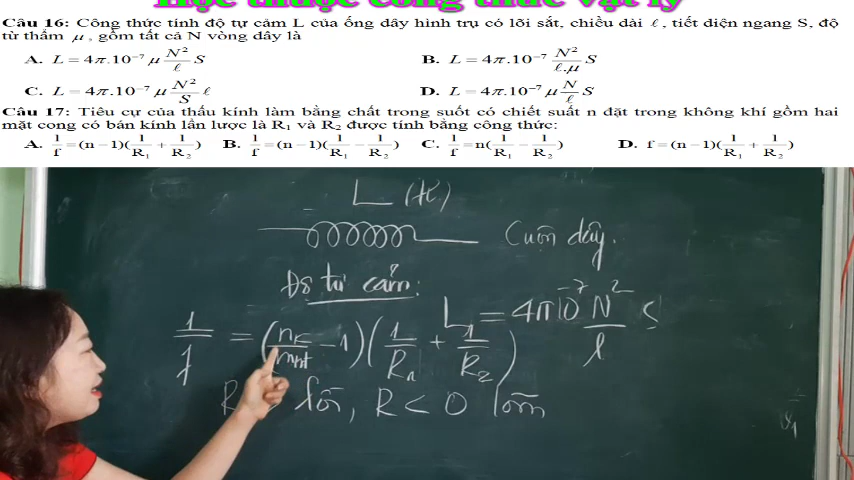 Học thuộc công thức vật lý
Câu 16: Công thức tính độ tự cảm L của ống dây hình trụ có lõi sắt, chiều dài ℓ, tiết diện ngang S, độ
từ thẩm μ, gồm tất cả N vòng dây là
A. L = 4π.10⁻⁷ μ N²/ℓ S B. L = 4π.10⁻⁷ N²/ℓ.μ S
C. L = 4π.10⁻⁷ μ N²/S ℓ D. L = 4π.10⁻⁷ μ N/ℓ S
Câu 17: Tiêu cự của thấu kính làm bằng chất trong suốt có chiết suất n đặt trong không khí gồm hai
mặt cong có bán kính lần lược là R₁ và R₂ được tính bằng công thức:
A. 1/f = (n − 1)(1/R₁ + 1/R₂) B. 1/f = (n − 1)(1/R₁ − 1/R₂) C. 1/f = n(1/R₁ − 1/R₂) D. f = (n − 1)(1/R₁ + 1/R₂)
L (H)
Cuôn dây.
Độ tự cảm:
L = 4π10⁻⁷ N²/ℓ S
1/f = (nK/nmt − 1)(1/R₁ + 1/R₂)
R lồi, R < 0 lõm